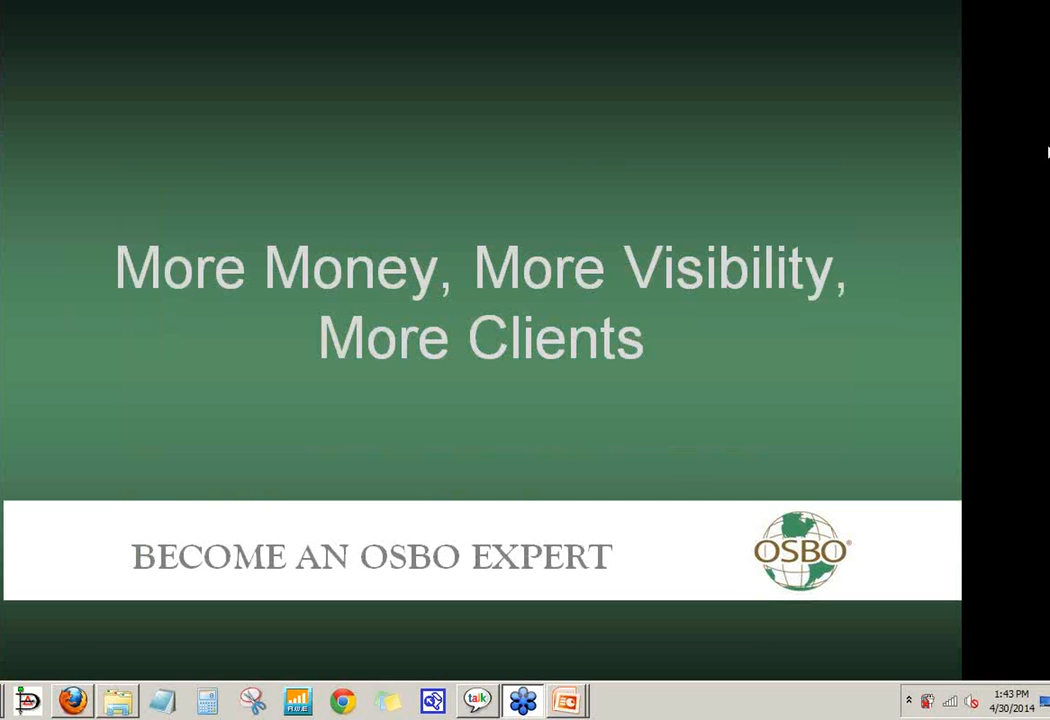 More Money, More Visibility,
More Clients
BECOME AN OSBO EXPERT
OSBO®
talk
1:43 PM
4/30/2014